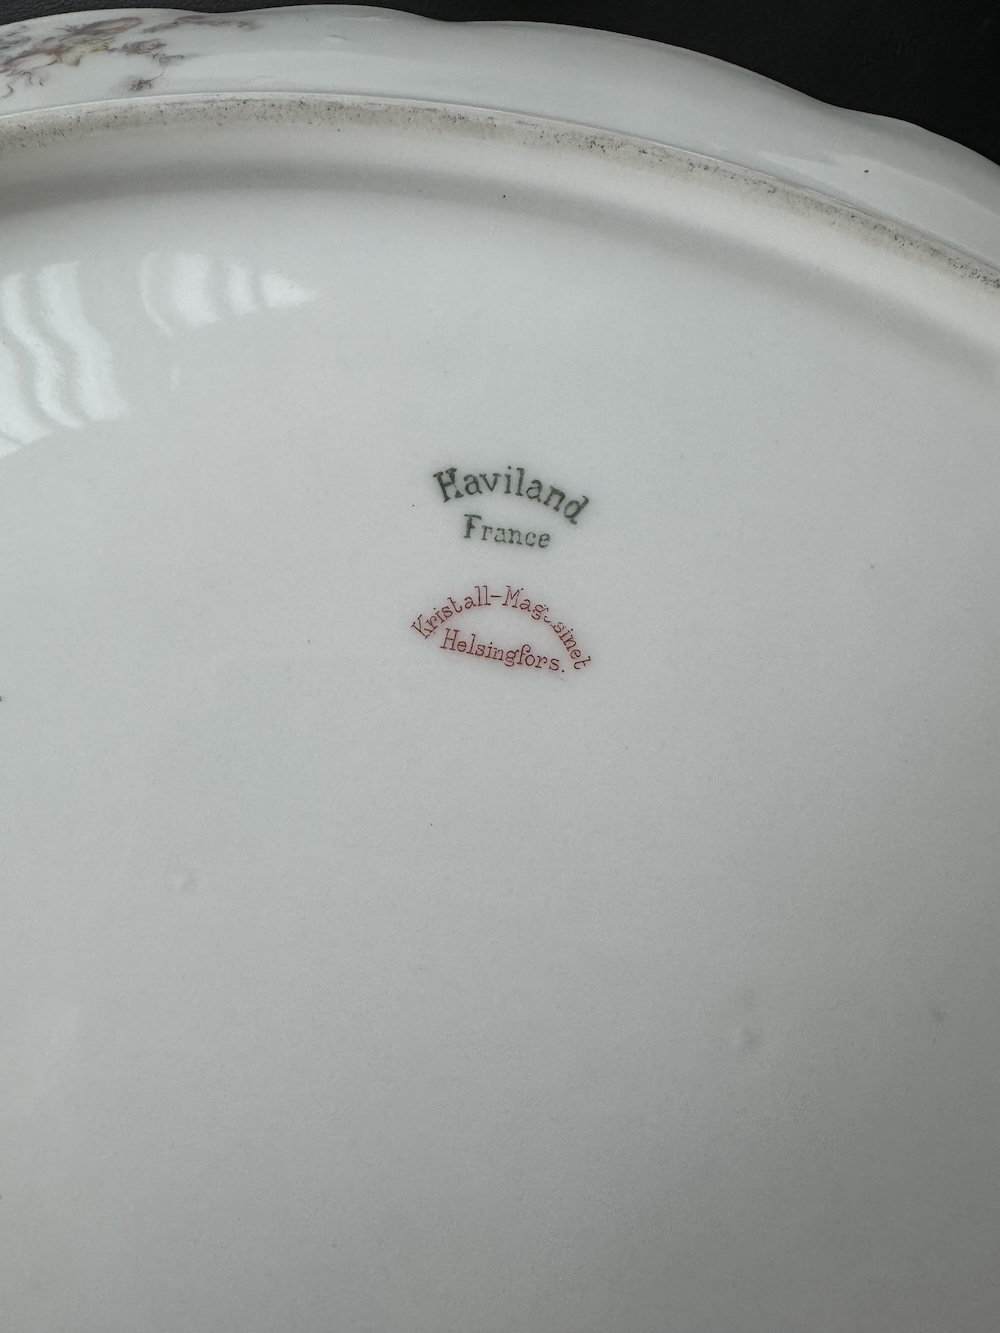 Haviland
France
Kristall-Magasinet
Helsingfors.